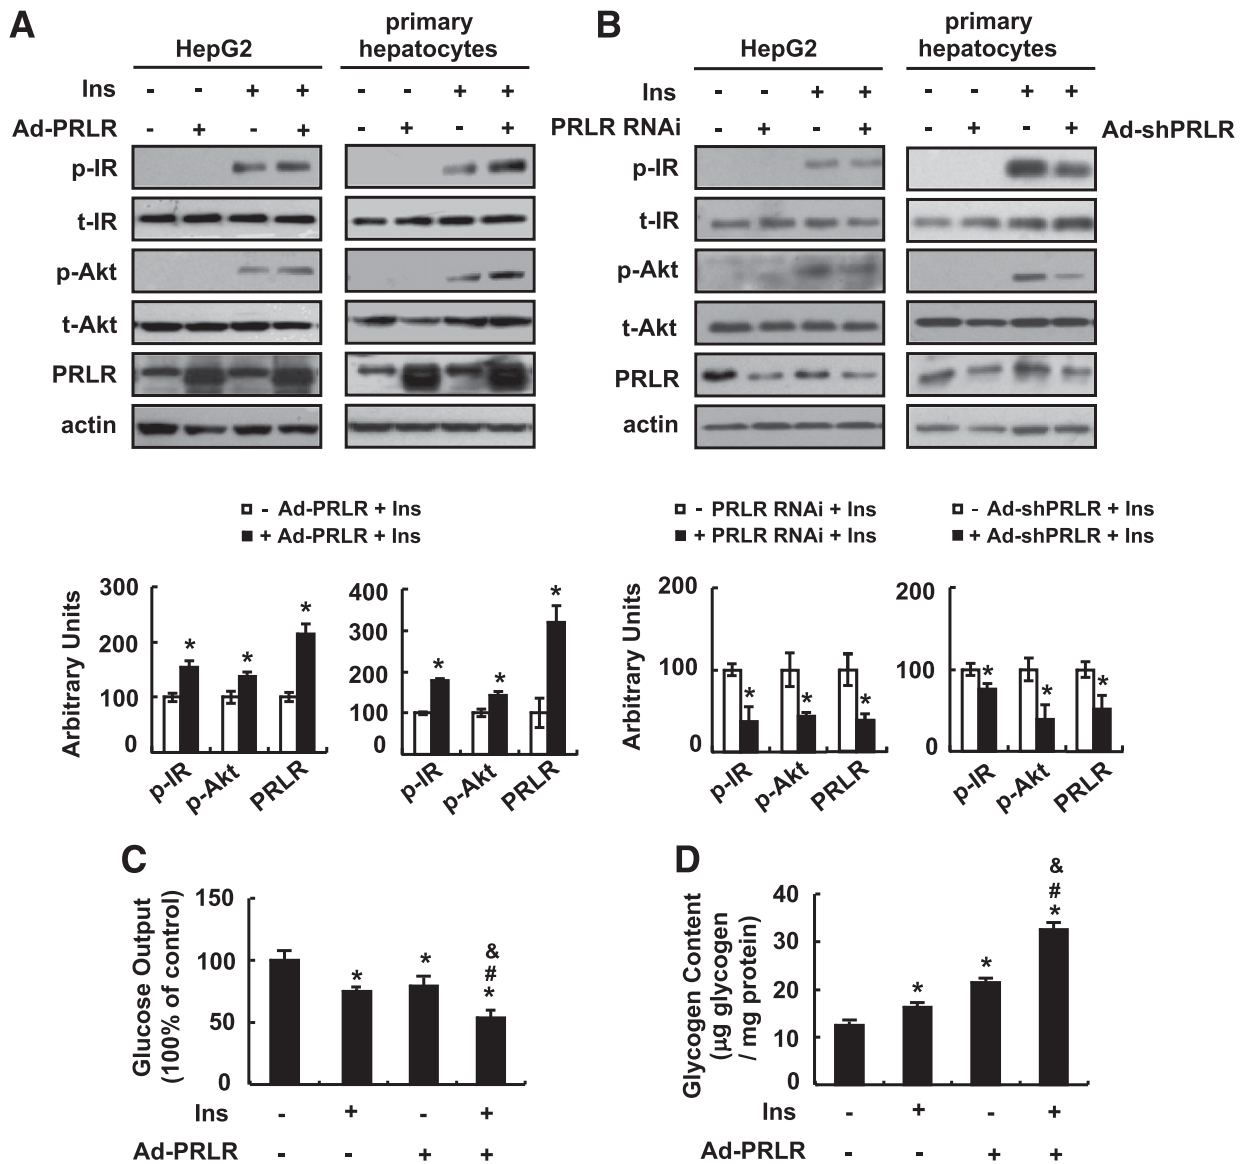 A
HepG2
primary
hepatocytes
Ins - - + + - - + +
Ad-PRLR - + - + - + - +
p-IR
t-IR
p-Akt
t-Akt
PRLR
actin
B
HepG2
primary
hepatocytes
Ins - - + + - - + +
PRLR RNAi - + - + - + - + Ad-shPRLR
p-IR
t-IR
p-Akt
t-Akt
PRLR
actin
- Ad-PRLR + Ins
+ Ad-PRLR + Ins
Arbitrary Units
300
200
100
0
* * *
p-IR p-Akt PRLR
400
300
200
100
0
* * *
p-IR p-Akt PRLR
- PRLR RNAi + Ins
+ PRLR RNAi + Ins
Arbitrary Units
200
100
0
* * *
p-IR p-Akt PRLR
- Ad-shPRLR + Ins
+ Ad-shPRLR + Ins
200
100
0
* * *
p-IR p-Akt PRLR
C
Glucose Output
(100% of control)
150
100
50
0
* *
&
#
*
Ins - + - +
Ad-PRLR - - + +
D
Glycogen Content
(µg glycogen
/ mg protein)
40
30
20
10
0
* *
&
#
*
Ins - + - +
Ad-PRLR - - + +